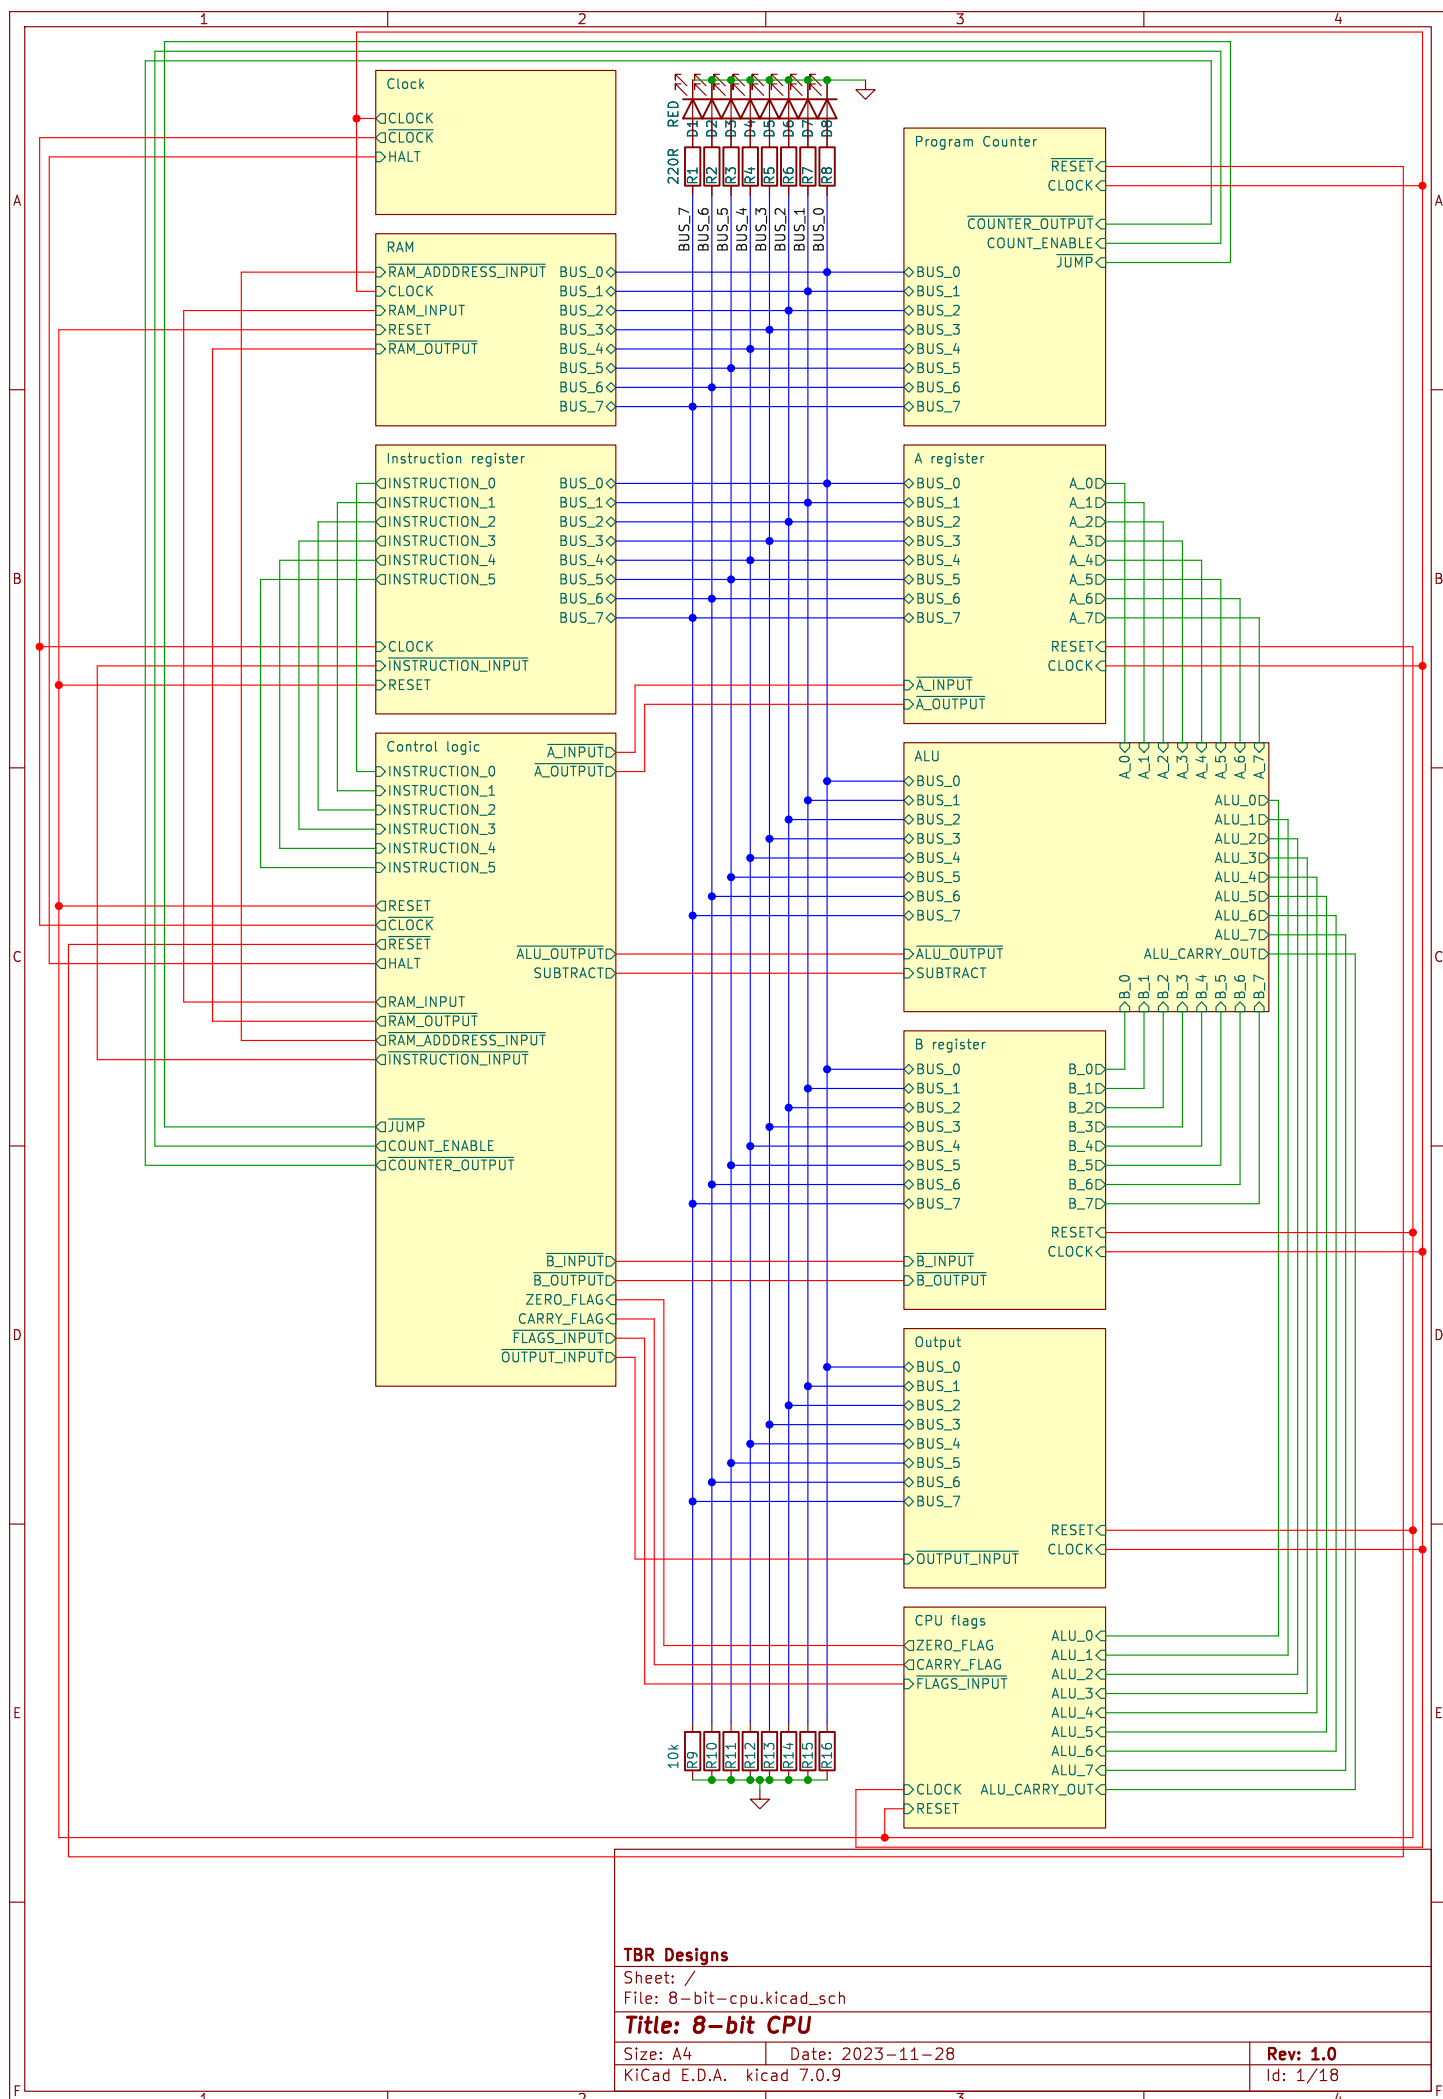 1 2 3 4
A
B
C
D
E
F
Clock
CLOCK
CLOCK
HALT
RED
D1 D2 D3 D4 D5 D6 D7 D8
220R
R1 R2 R3 R4 R5 R6 R7 R8
BUS_7 BUS_6 BUS_5 BUS_4 BUS_3 BUS_2 BUS_1 BUS_0
Program Counter
RESET
CLOCK
COUNTER_OUTPUT
COUNT_ENABLE
JUMP
BUS_0
BUS_1
BUS_2
BUS_3
BUS_4
BUS_5
BUS_6
BUS_7
RAM
RAM_ADDDRESS_INPUT BUS_0
CLOCK BUS_1
RAM_INPUT BUS_2
RESET BUS_3
RAM_OUTPUT BUS_4
BUS_5
BUS_6
BUS_7
Instruction register
INSTRUCTION_0 BUS_0
INSTRUCTION_1 BUS_1
INSTRUCTION_2 BUS_2
INSTRUCTION_3 BUS_3
INSTRUCTION_4 BUS_4
INSTRUCTION_5 BUS_5
BUS_6
BUS_7
CLOCK
INSTRUCTION_INPUT
RESET
A register
BUS_0 A_0
BUS_1 A_1
BUS_2 A_2
BUS_3 A_3
BUS_4 A_4
BUS_5 A_5
BUS_6 A_6
BUS_7 A_7
RESET
CLOCK
A_INPUT
A_OUTPUT
Control logic
A_INPUT
A_OUTPUT
INSTRUCTION_0
INSTRUCTION_1
INSTRUCTION_2
INSTRUCTION_3
INSTRUCTION_4
INSTRUCTION_5
RESET
CLOCK
RESET
HALT
ALU_OUTPUT
SUBTRACT
RAM_INPUT
RAM_OUTPUT
RAM_ADDDRESS_INPUT
INSTRUCTION_INPUT
JUMP
COUNT_ENABLE
COUNTER_OUTPUT
B_INPUT
B_OUTPUT
ZERO_FLAG
CARRY_FLAG
FLAGS_INPUT
OUTPUT_INPUT
ALU
A_0 A_1 A_2 A_3 A_4 A_5 A_6 A_7
BUS_0
BUS_1 ALU_0
BUS_2 ALU_1
BUS_3 ALU_2
BUS_4 ALU_3
BUS_5 ALU_4
BUS_6 ALU_5
BUS_7 ALU_6
ALU_7
ALU_OUTPUT ALU_CARRY_OUT
SUBTRACT
B_0 B_1 B_2 B_3 B_4 B_5 B_6 B_7
B register
BUS_0 B_0
BUS_1 B_1
BUS_2 B_2
BUS_3 B_3
BUS_4 B_4
BUS_5 B_5
BUS_6 B_6
BUS_7 B_7
RESET
CLOCK
B_INPUT
B_OUTPUT
Output
BUS_0
BUS_1
BUS_2
BUS_3
BUS_4
BUS_5
BUS_6
BUS_7
RESET
CLOCK
OUTPUT_INPUT
CPU flags
ALU_0
ZERO_FLAG ALU_1
CARRY_FLAG ALU_2
FLAGS_INPUT ALU_3
ALU_4
ALU_5
ALU_6
ALU_7
CLOCK ALU_CARRY_OUT
RESET
10k
R9 R10 R11 R12 R13 R14 R15 R16
A
B
C
D
E
F
TBR Designs
Sheet: /
File: 8-bit-cpu.kicad_sch
Title: 8-bit CPU
Size: A4 Date: 2023-11-28 Rev: 1.0
KiCad E.D.A. kicad 7.0.9 Id: 1/18
1 2 3 4